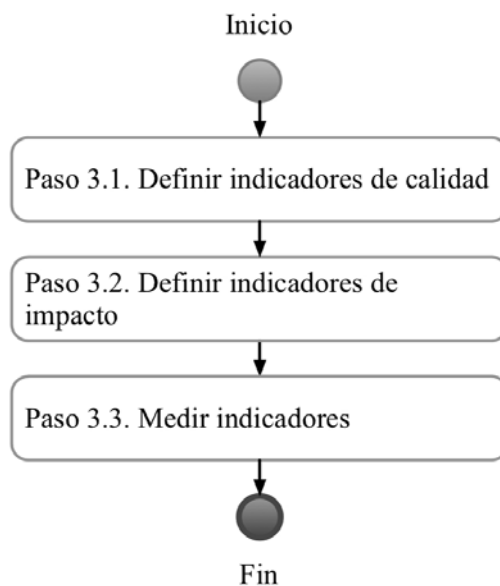 Inicio
Paso 3.1. Definir indicadores de calidad
Paso 3.2. Definir indicadores de
impacto
Paso 3.3. Medir indicadores
Fin